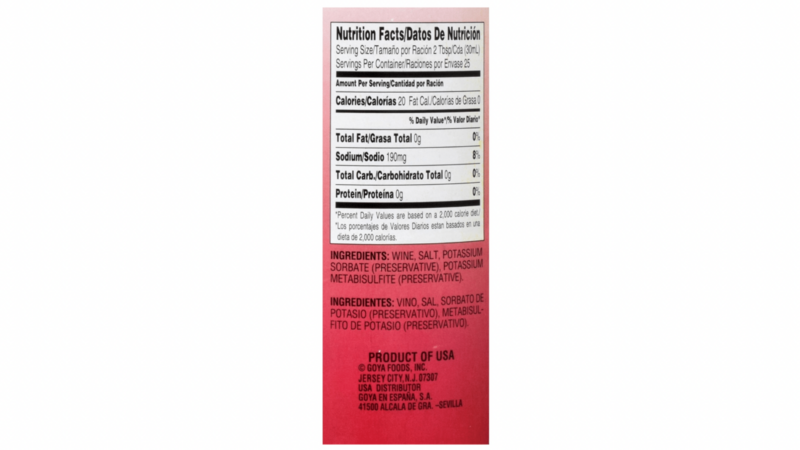 Nutrition Facts/Datos De Nutrición
Serving Size/Tamaño por Ración 2 Tbsp/Cda (30mL)
Servings Per Container/Raciones por Envase 25
Amount Per Serving/Cantidad por Ración
Calories/Calorías 20 Fat Cal./Calorías de Grasa 0
% Daily Value*/% Valor Diario*
Total Fat/Grasa Total 0g 0%
Sodium/Sodio 190mg 8%
Total Carb./Carbohidrato Total 0g 0%
Protein/Proteína 0g 0%
*Percent Daily Values are based on a 2,000 calorie diet./
*Los porcentajes de Valores Diarios estan basados en una
dieta de 2,000 calorías.
INGREDIENTS: WINE, SALT, POTASSIUM
SORBATE (PRESERVATIVE), POTASSIUM
METABISULFITE (PRESERVATIVE).
INGREDIENTES: VINO, SAL, SORBATO DE
POTASIO (PRESERVATIVO), METABISUL-
FITO DE POTASIO (PRESERVATIVO).
PRODUCT OF USA
© GOYA FOODS, INC.
JERSEY CITY, N.J. 07307
USA DISTRIBUTOR
GOYA EN ESPAÑA, S.A.
41500 ALCALA DE GRA. -SEVILLA